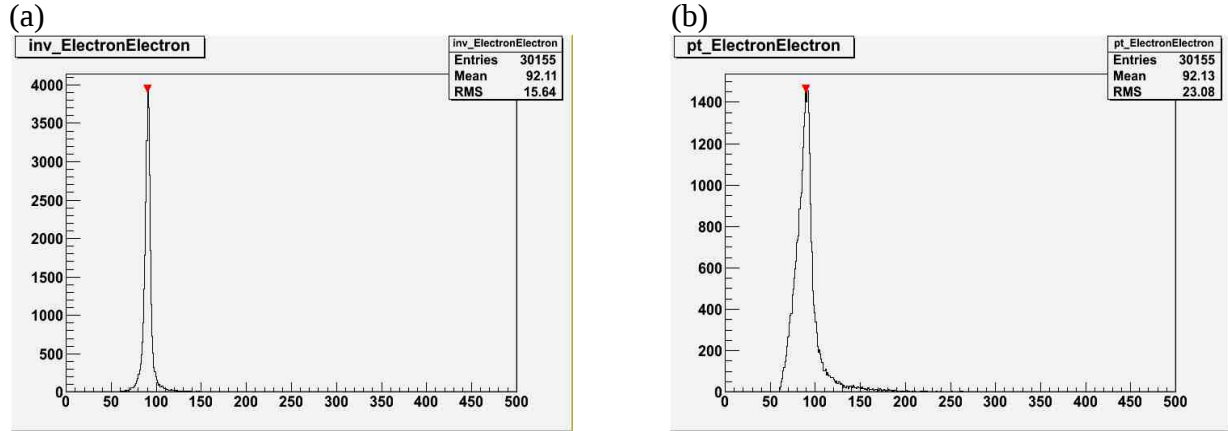 (a)
inv_ElectronElectron
inv_ElectronElectron
Entries 30155
Mean 92.11
RMS 15.64
4000
3500
3000
2500
2000
1500
1000
500
0
0 50 100 150 200 250 300 350 400 450 500
(b)
pt_ElectronElectron
pt_ElectronElectron
Entries 30155
Mean 92.13
RMS 23.08
1400
1200
1000
800
600
400
200
0
0 50 100 150 200 250 300 350 400 450 500